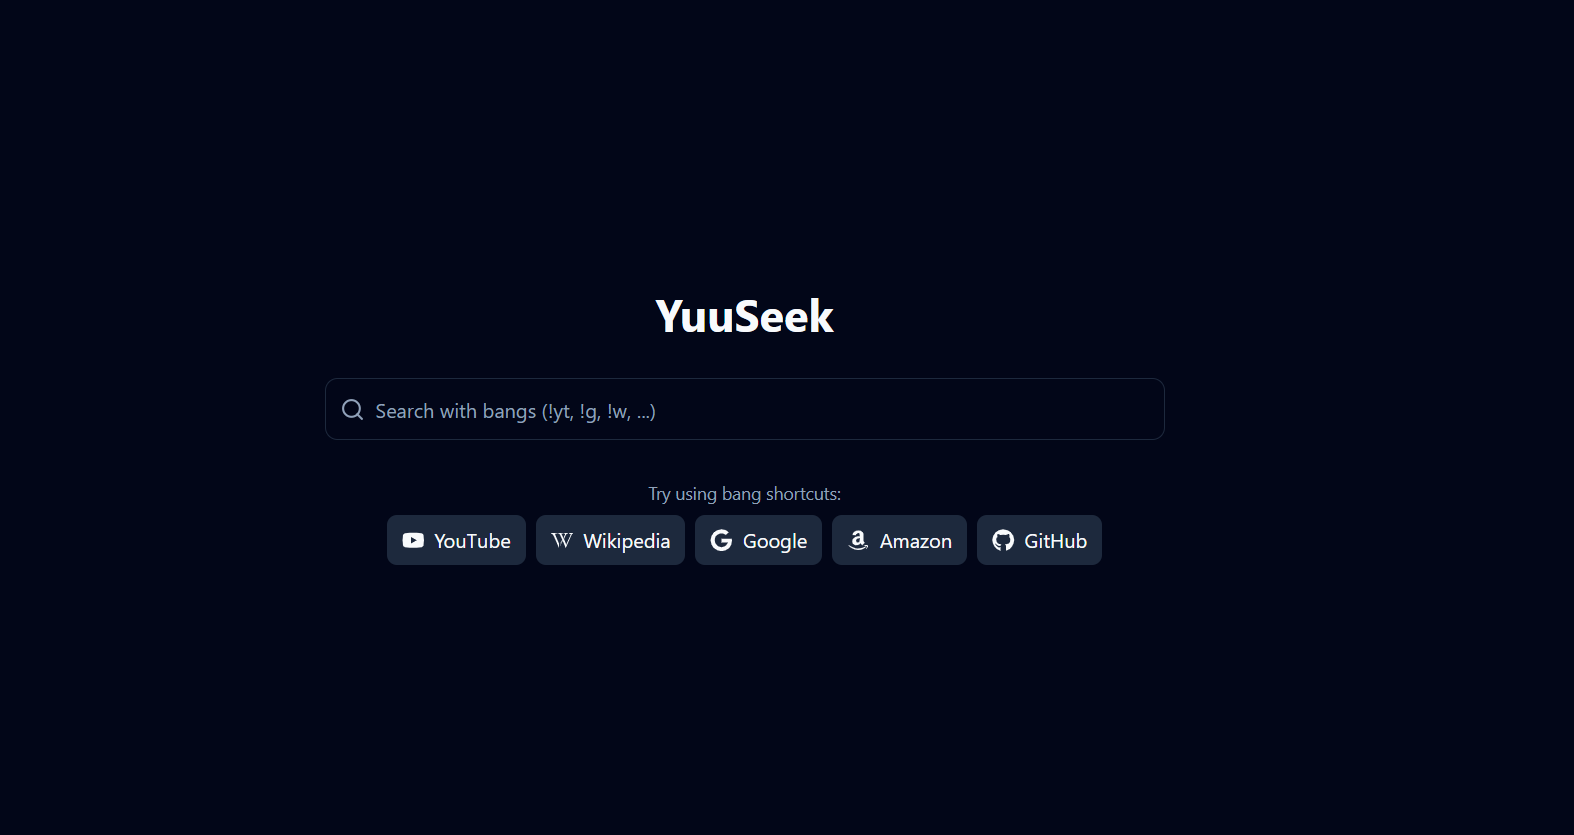 YuuSeek
Search with bangs (!yt, !g, !w, ...)
Try using bang shortcuts:
YouTube Wikipedia Google Amazon GitHub